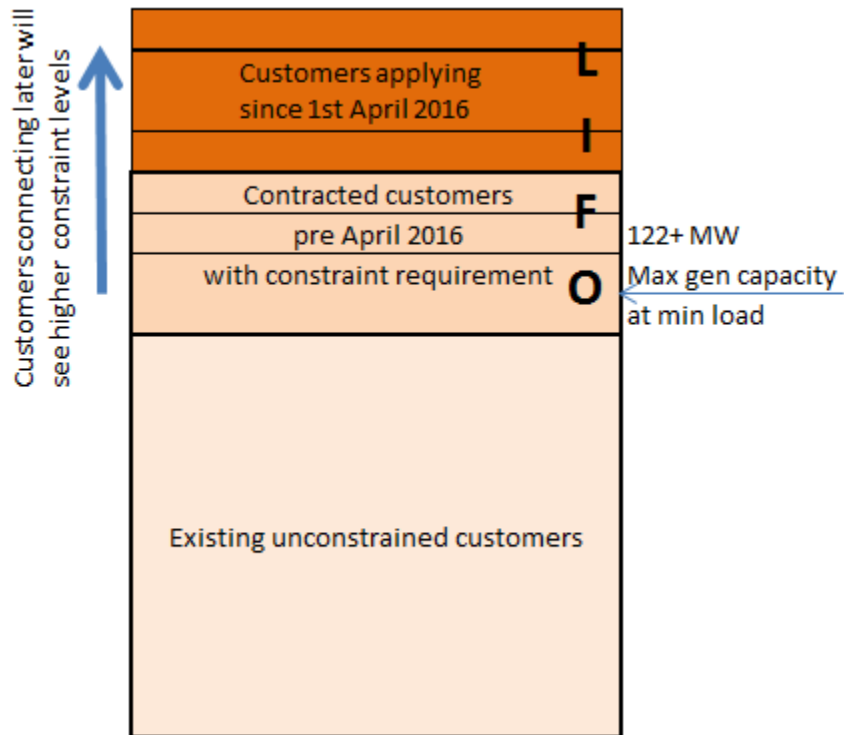 Customers connecting later will
see higher constraint levels
Customers applying
since 1st April 2016
Contracted customers
pre April 2016
with constraint requirement
L
I
F
O
122+ MW
Max gen capacity
at min load
Existing unconstrained customers